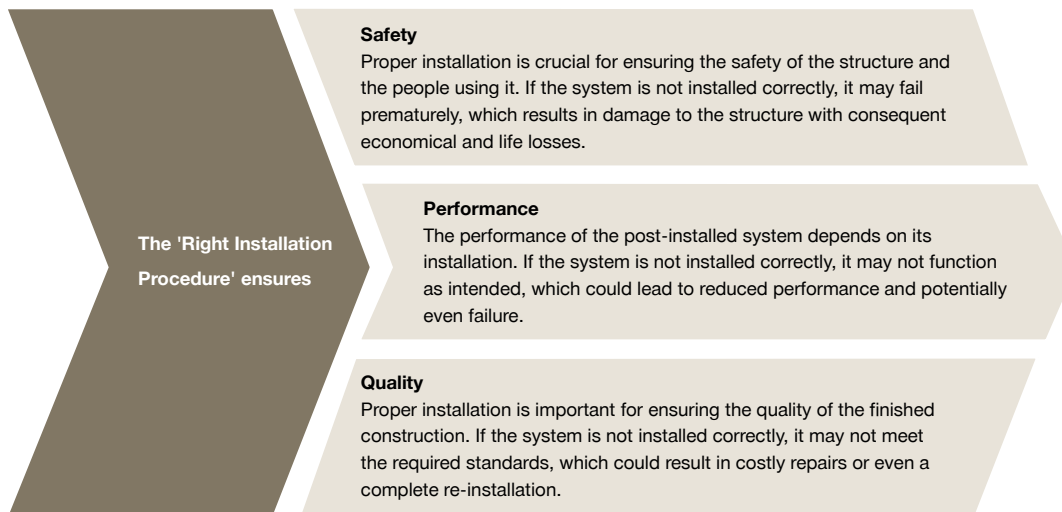 The 'Right Installation
Procedure' ensures
Safety
Proper installation is crucial for ensuring the safety of the structure and
the people using it. If the system is not installed correctly, it may fail
prematurely, which results in damage to the structure with consequent
economical and life losses.
Performance
The performance of the post-installed system depends on its
installation. If the system is not installed correctly, it may not function
as intended, which could lead to reduced performance and potentially
even failure.
Quality
Proper installation is important for ensuring the quality of the finished
construction. If the system is not installed correctly, it may not meet
the required standards, which could result in costly repairs or even a
complete re-installation.